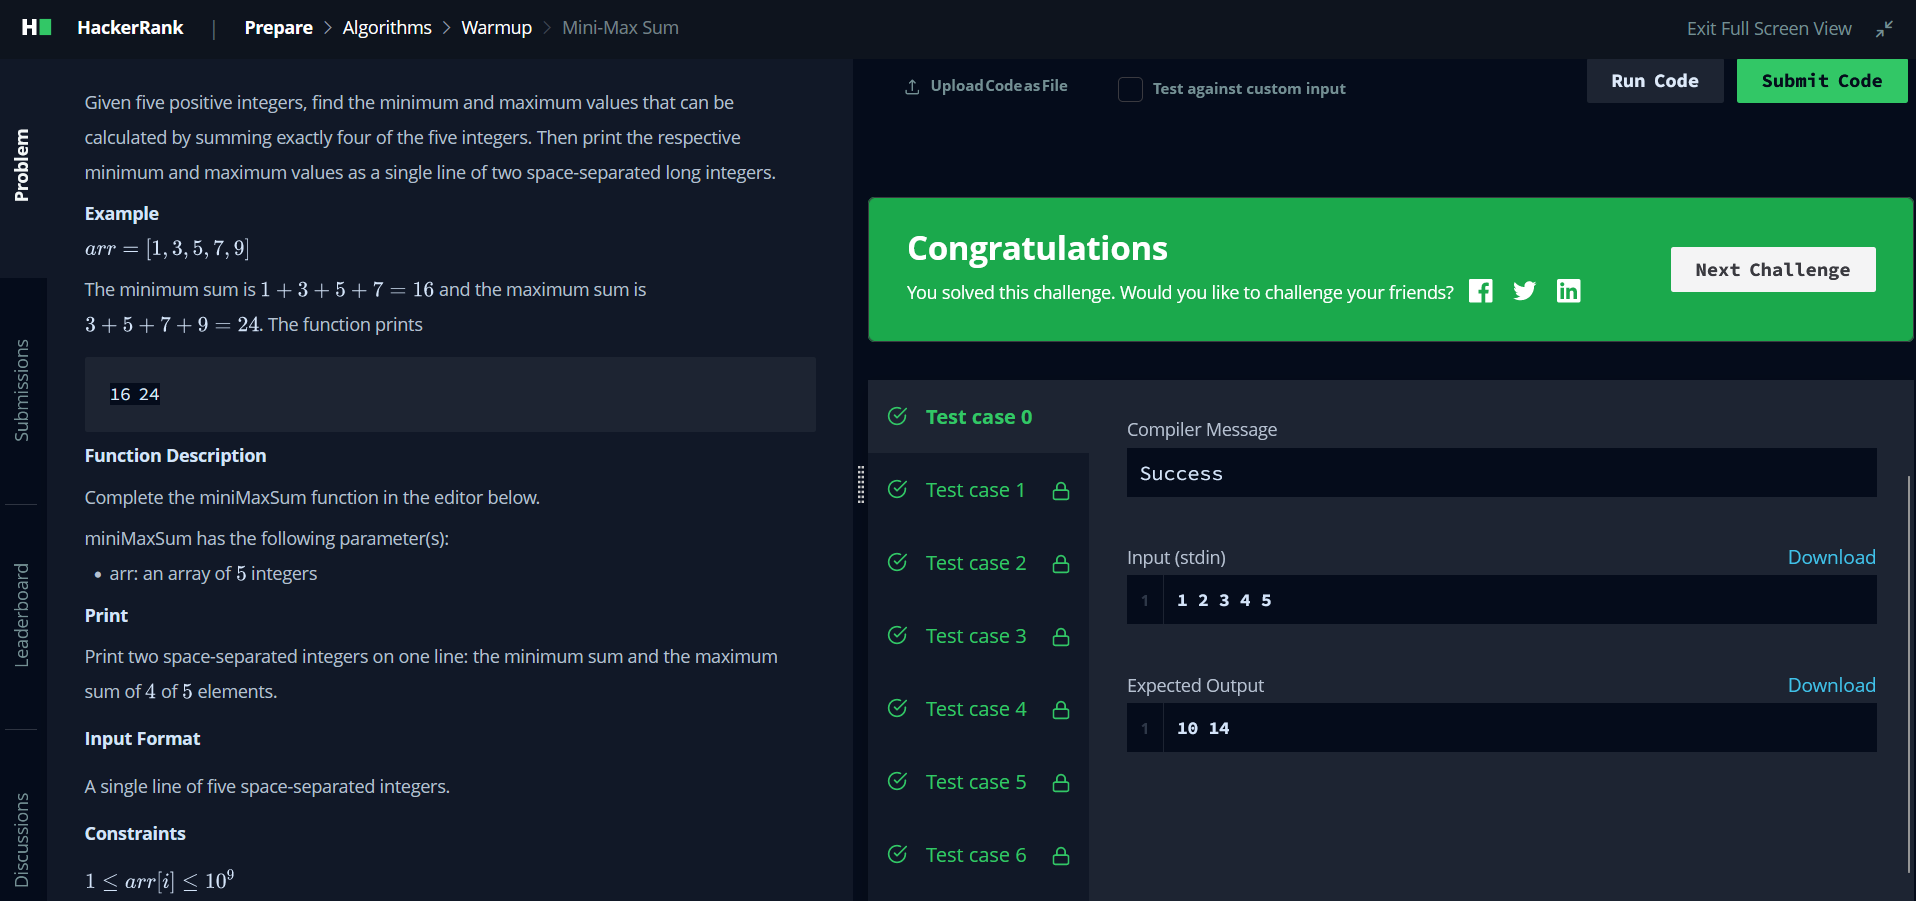 H HackerRank | Prepare > Algorithms > Warmup > Mini-Max Sum
Exit Full Screen View
Problem
Submissions
Leaderboard
Discussions
Given five positive integers, find the minimum and maximum values that can be
calculated by summing exactly four of the five integers. Then print the respective
minimum and maximum values as a single line of two space-separated long integers.
Example
arr = [1, 3, 5, 7, 9]
The minimum sum is 1 + 3 + 5 + 7 = 16 and the maximum sum is
3 + 5 + 7 + 9 = 24. The function prints
16 24
Function Description
Complete the miniMaxSum function in the editor below.
miniMaxSum has the following parameter(s):
• arr: an array of 5 integers
Print
Print two space-separated integers on one line: the minimum sum and the maximum
sum of 4 of 5 elements.
Input Format
A single line of five space-separated integers.
Constraints
1 ≤ arr[i] ≤ 10⁹
Upload Code as File
Test against custom input
Run Code
Submit Code
Congratulations
You solved this challenge. Would you like to challenge your friends?
Next Challenge
Test case 0
Test case 1
Test case 2
Test case 3
Test case 4
Test case 5
Test case 6
Compiler Message
Success
Input (stdin)
Download
1 1 2 3 4 5
Expected Output
Download
1 10 14